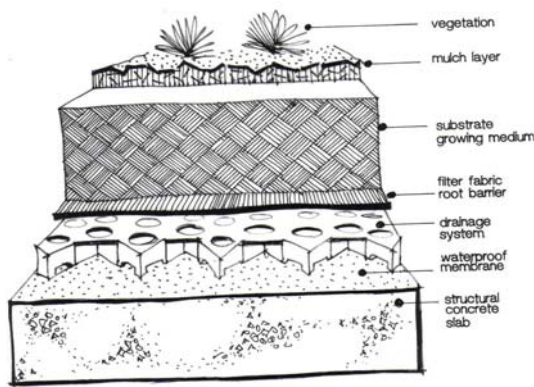 vegetation
mulch layer
substrate
growing medium
filter fabric
root barrier
drainage
system
waterproof
membrane
structural
concrete
slab